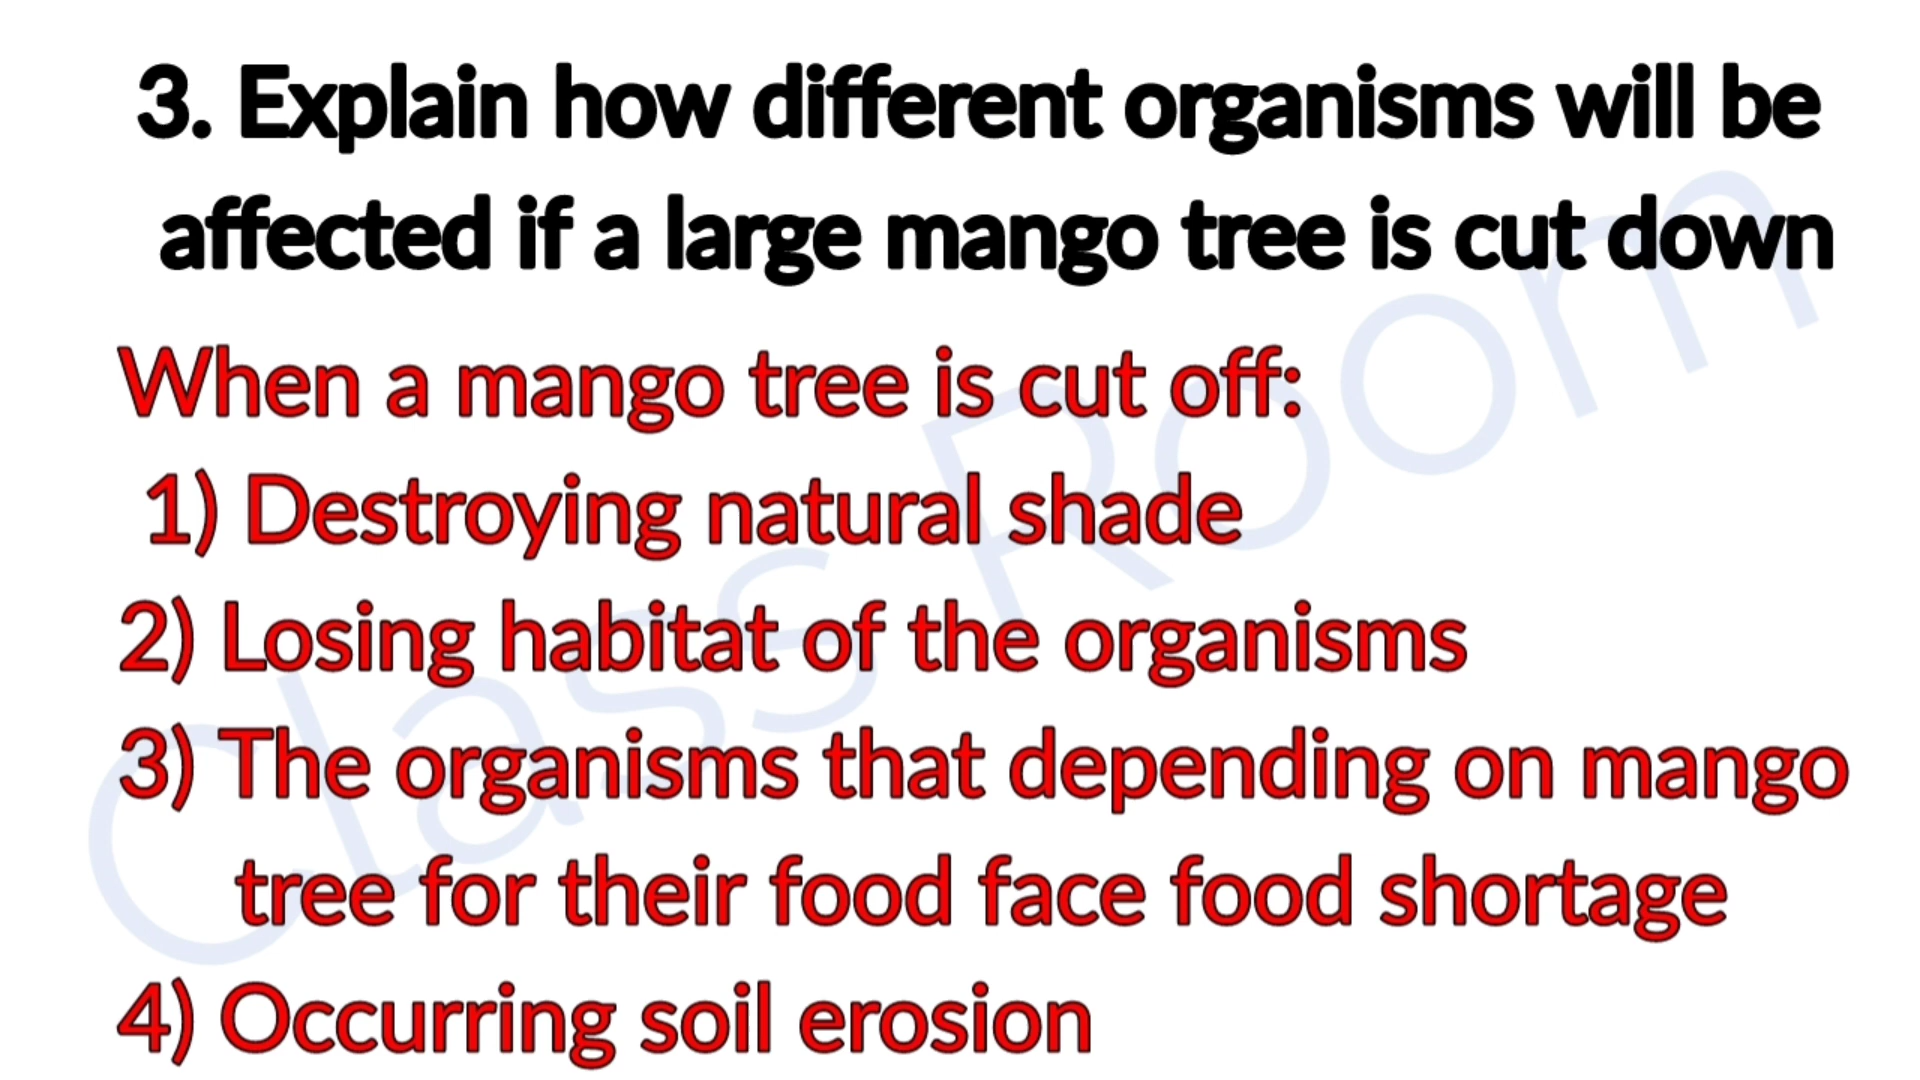 3. Explain how different organisms will be
affected if a large mango tree is cut down
When a mango tree is cut off:
1) Destroying natural shade
2) Losing habitat of the organisms
3) The organisms that depending on mango
tree for their food face food shortage
4) Occurring soil erosion
Class Room